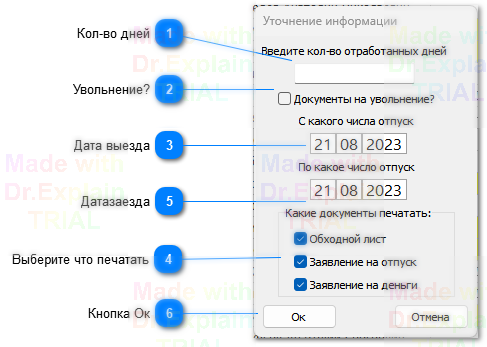 Уточнение информации
Кол-во дней 1
Введите кол-во отработанных дней
Увольнение? 2
Документы на увольнение?
С какого числа отпуск
Дата выезда 3
21 08 2023
По какое число отпуск
Датазаезда 5
21 08 2023
Какие документы печатать:
Обходной лист
Выберите что печатать 4
Заявление на отпуск
Заявление на деньги
Кнопка Ок 6
Ок
Отмена
Made with
Dr.Explain
TRIAL
Made with
Dr.Explain
TRIAL
Made with
Dr.Explain
TRIAL
Made with
Dr.Explain
TRIAL
Made with
Made with